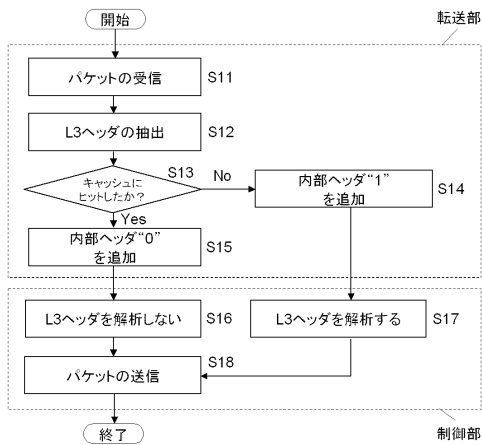 開始
転送部
パケットの受信
S11
L3ヘッダの抽出
S12
S13
キャッシュに
ヒットしたか?
No
内部ヘッダ“1”
を追加
S14
Yes
内部ヘッダ“0”
を追加
S15
L3ヘッダを解析しない
S16
L3ヘッダを解析する
S17
S18
パケットの送信
終了
制御部